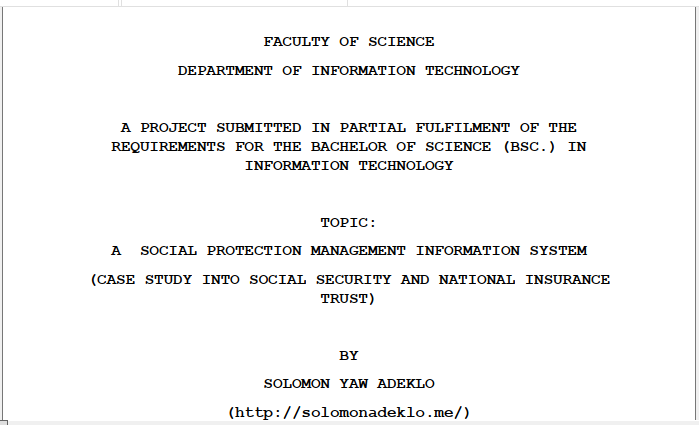 FACULTY OF SCIENCE
DEPARTMENT OF INFORMATION TECHNOLOGY
A PROJECT SUBMITTED IN PARTIAL FULFILMENT OF THE
REQUIREMENTS FOR THE BACHELOR OF SCIENCE (BSC.) IN
INFORMATION TECHNOLOGY
TOPIC:
A  SOCIAL PROTECTION MANAGEMENT INFORMATION SYSTEM
(CASE STUDY INTO SOCIAL SECURITY AND NATIONAL INSURANCE
TRUST)
BY
SOLOMON YAW ADEKLO
(http://solomonadeklo.me/)